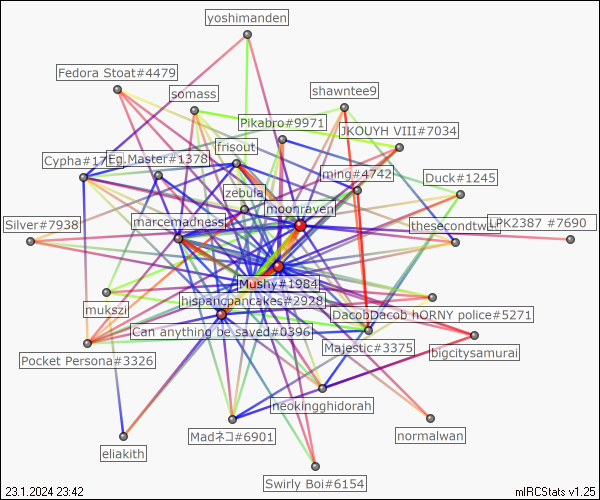 yoshimanden
Fedora Stoat#4479
somass
shawntee9
Pikabro#9971
JKOUYH VIII#7034
frisout
Cypha#17
Eg.Master#1378
ming#4742
Duck#1245
zebula
moonraven
Silver#7938
marcemadness
thesecondtwin
LPK2387 #7690
Mushy#1984
hispanicpancakes#2928
mukszi
DacobDacob hORNY police#5271
Can anything be saved#0396
Majestic#3375
bigcitysamurai
Pocket Persona#3326
neokingghidorah
Madネコ#6901
normalwan
eliakith
Swirly Boi#6154
23.1.2024 23:42
mIRCStats v1.25